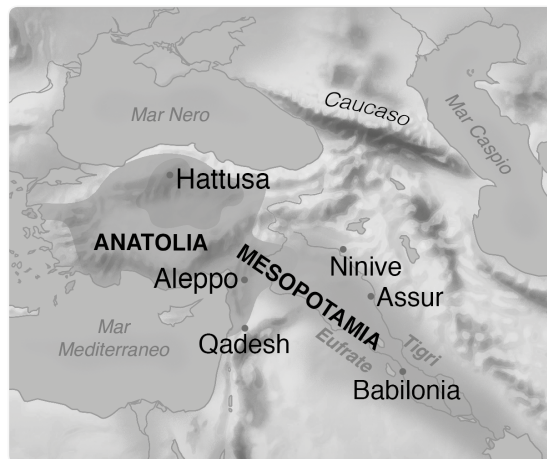 Caucaso
Mar Nero
Mar Caspio
Hattusa
ANATOLIA
MESOPOTAMIA
Ninive
Aleppo
Assur
Mar
Mediterraneo
Qadesh
Eufrate
Tigri
Babilonia